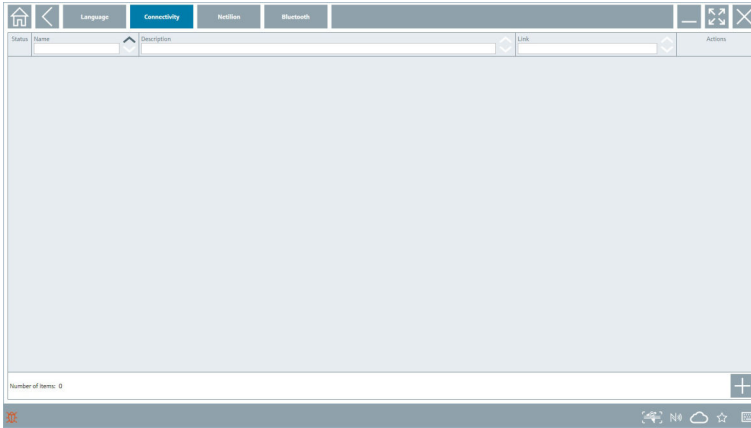 Language Connectivity Netilion Bluetooth
Status Name Description Link Actions
Number of items: 0